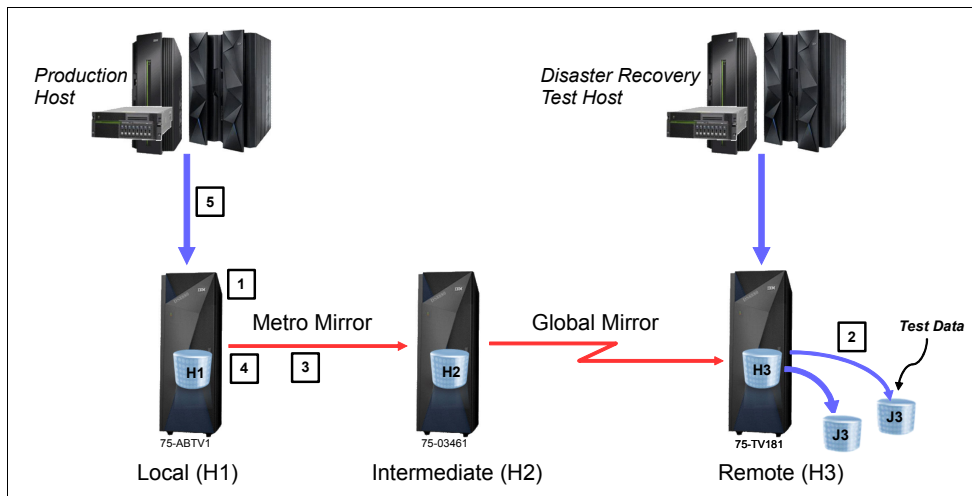 Production
Host
Disaster Recovery
Test Host
5
1
Metro Mirror
Global Mirror
2
Test Data
4
3
H1
H2
H3
J3
J3
75-ABTV1
75-03461
75-TV181
Local (H1)
Intermediate (H2)
Remote (H3)